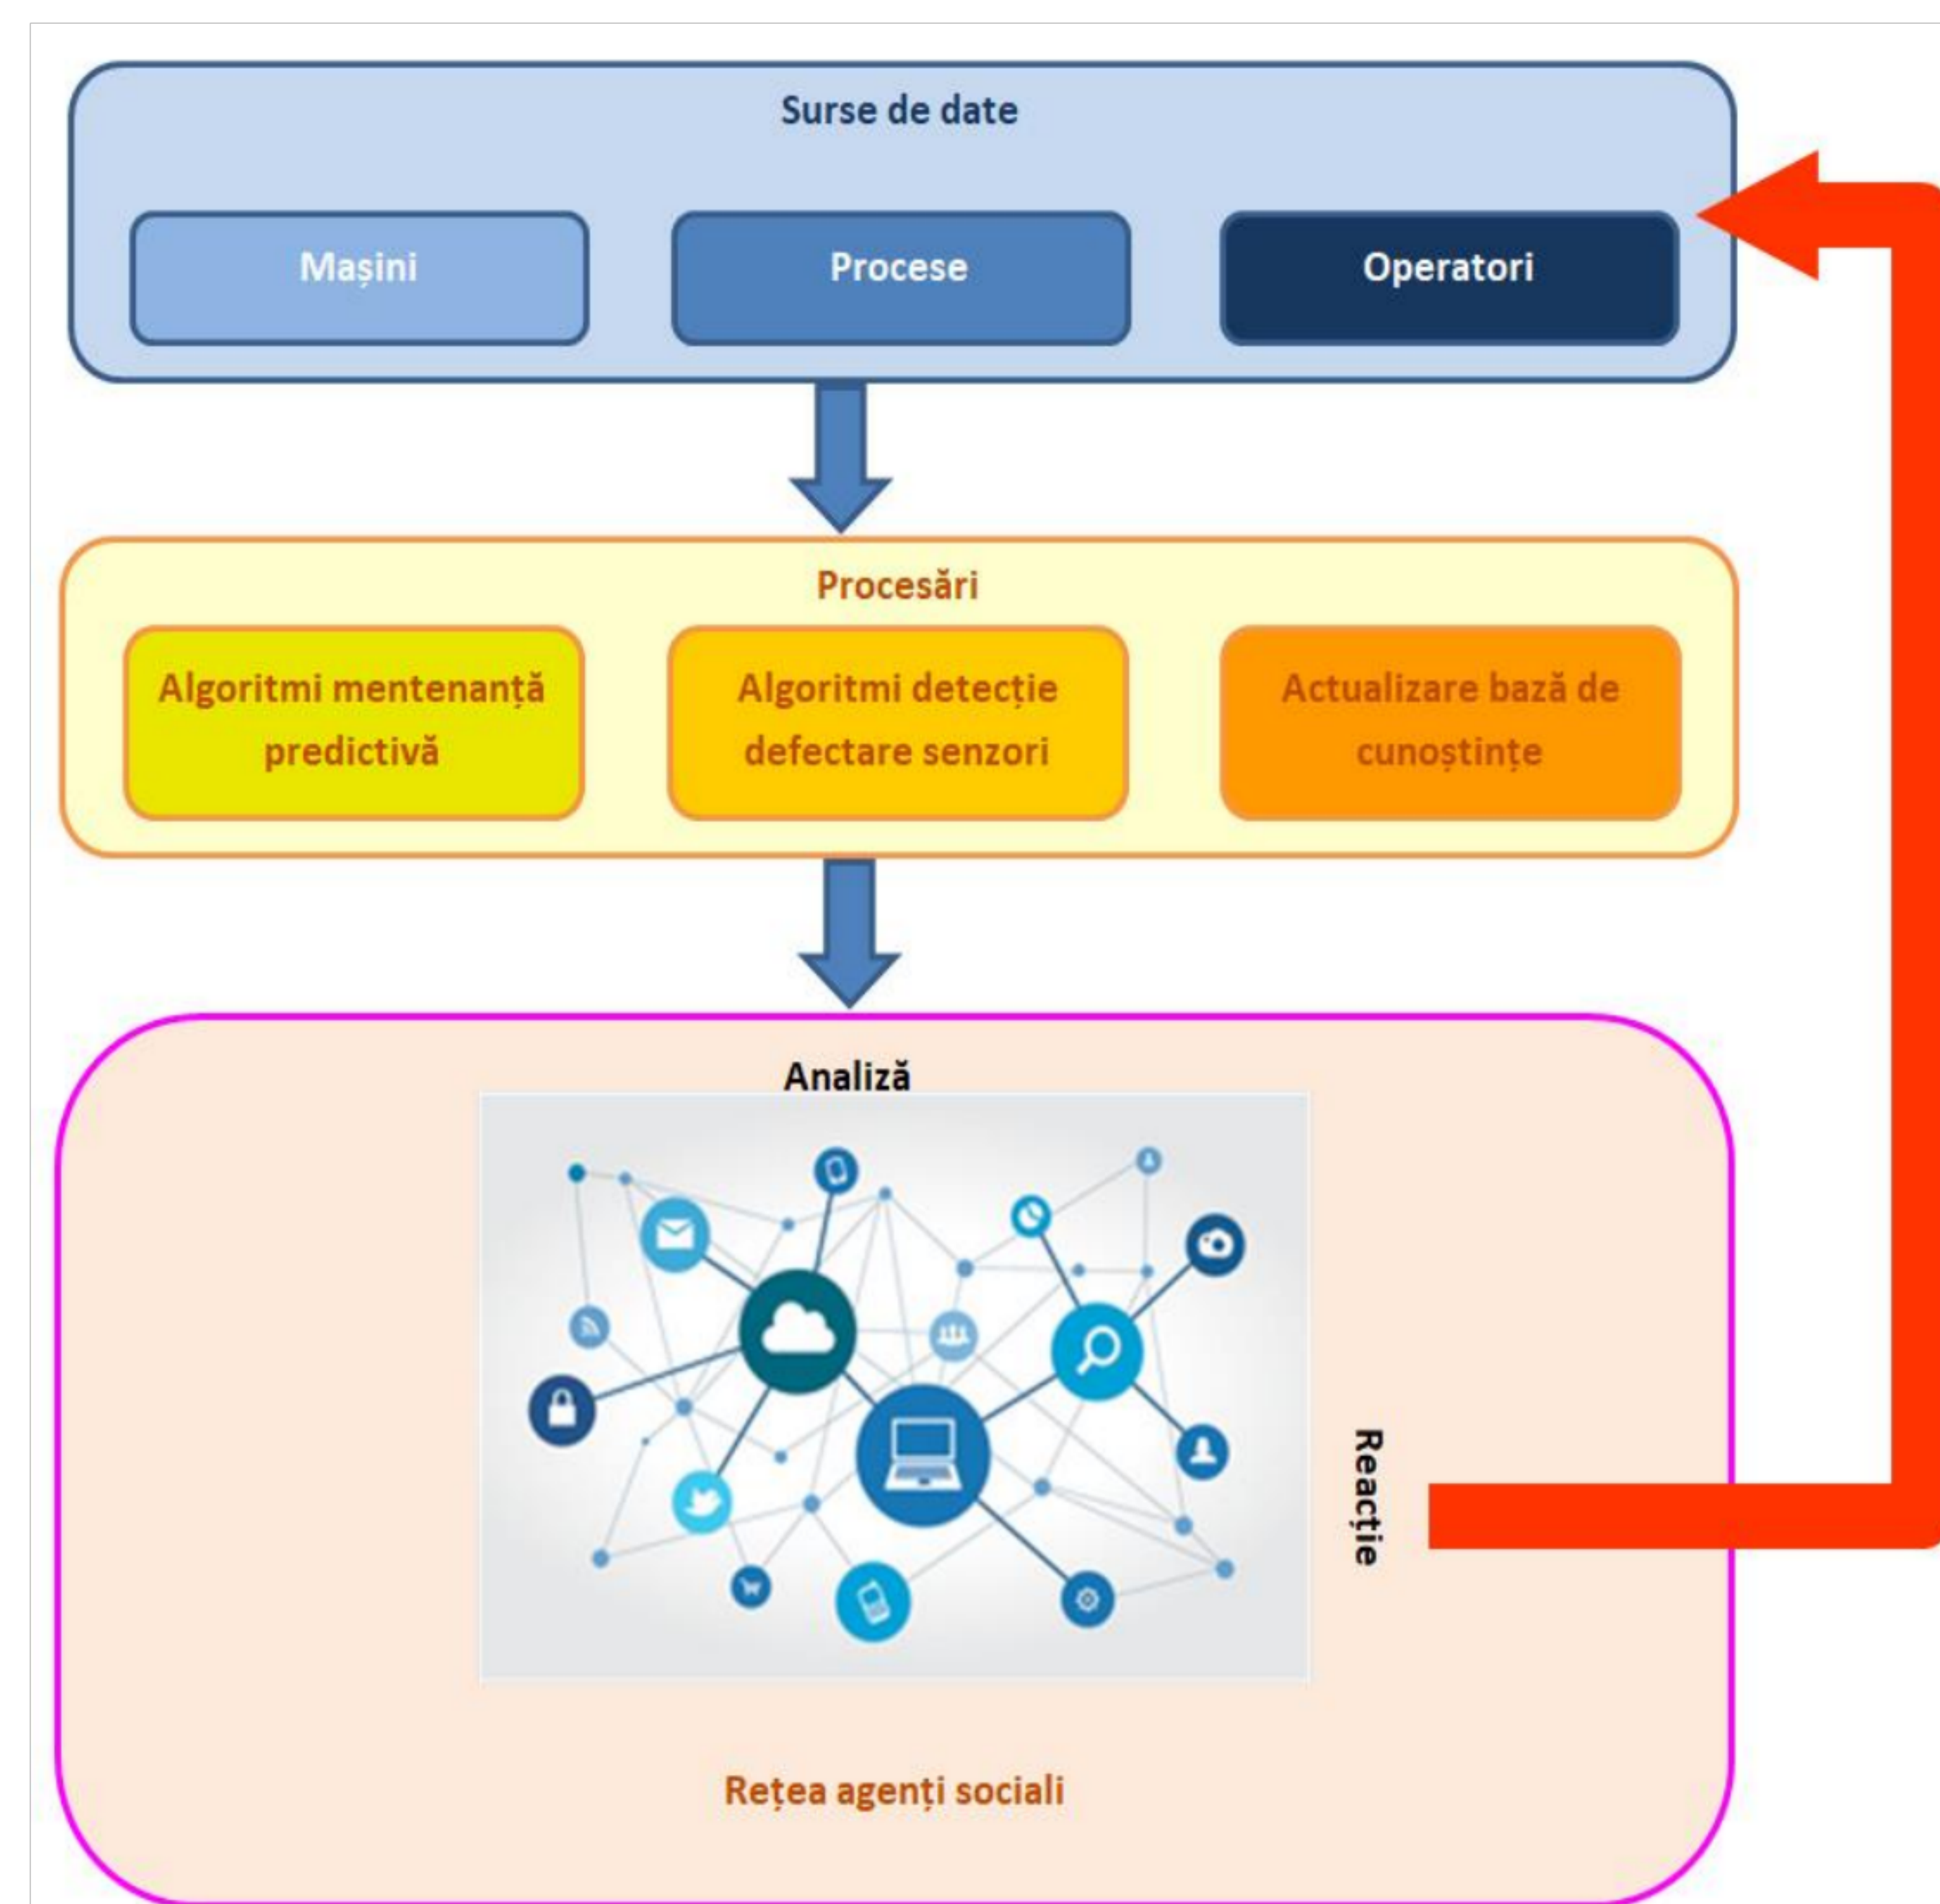 Surse de date
Mașini
Procese
Operatori
Procesări
Algoritmi mentenanță
predictivă
Algoritmi detecție
defectare senzori
Actualizare bază de
cunoștințe
Analiză
Reacție
Rețea agenți sociali